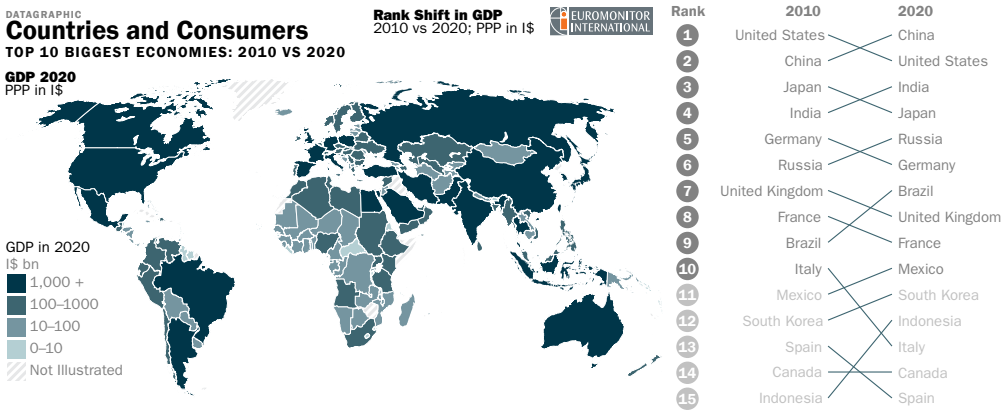 DATAGRAPHIC
Countries and Consumers
TOP 10 BIGGEST ECONOMIES: 2010 VS 2020
Rank Shift in GDP
2010 vs 2020; PPP in I$
EUROMONITOR
INTERNATIONAL
GDP 2020
PPP in I$
GDP in 2020
I$ bn
1,000 +
100–1000
10–100
0–10
Not Illustrated
Rank 2010 2020
1 United States China
2 China United States
3 Japan India
4 India Japan
5 Germany Russia
6 Russia Germany
7 United Kingdom Brazil
8 France United Kingdom
9 Brazil France
10 Italy Mexico
11 Mexico South Korea
12 South Korea Indonesia
13 Spain Italy
14 Canada Canada
15 Indonesia Spain